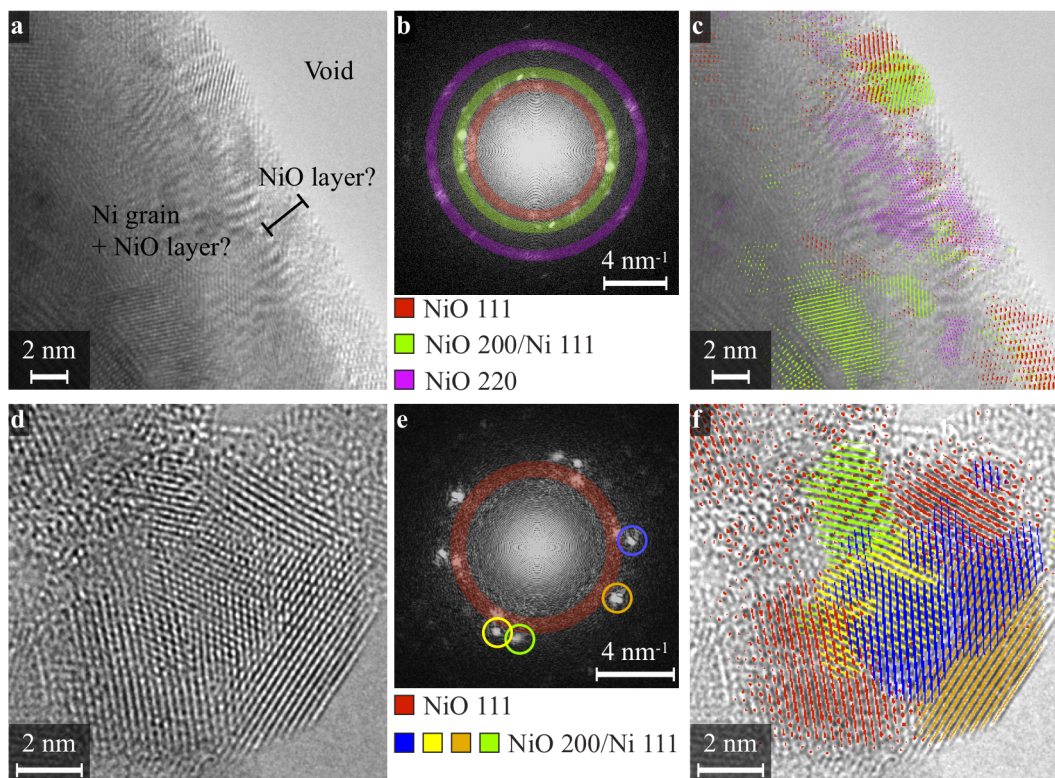 a
Void
NiO layer?
Ni grain
+ NiO layer?
2 nm
b
4 nm⁻¹
NiO 111
NiO 200/Ni 111
NiO 220
c
2 nm
d
2 nm
e
4 nm⁻¹
NiO 111
NiO 200/Ni 111
f
2 nm